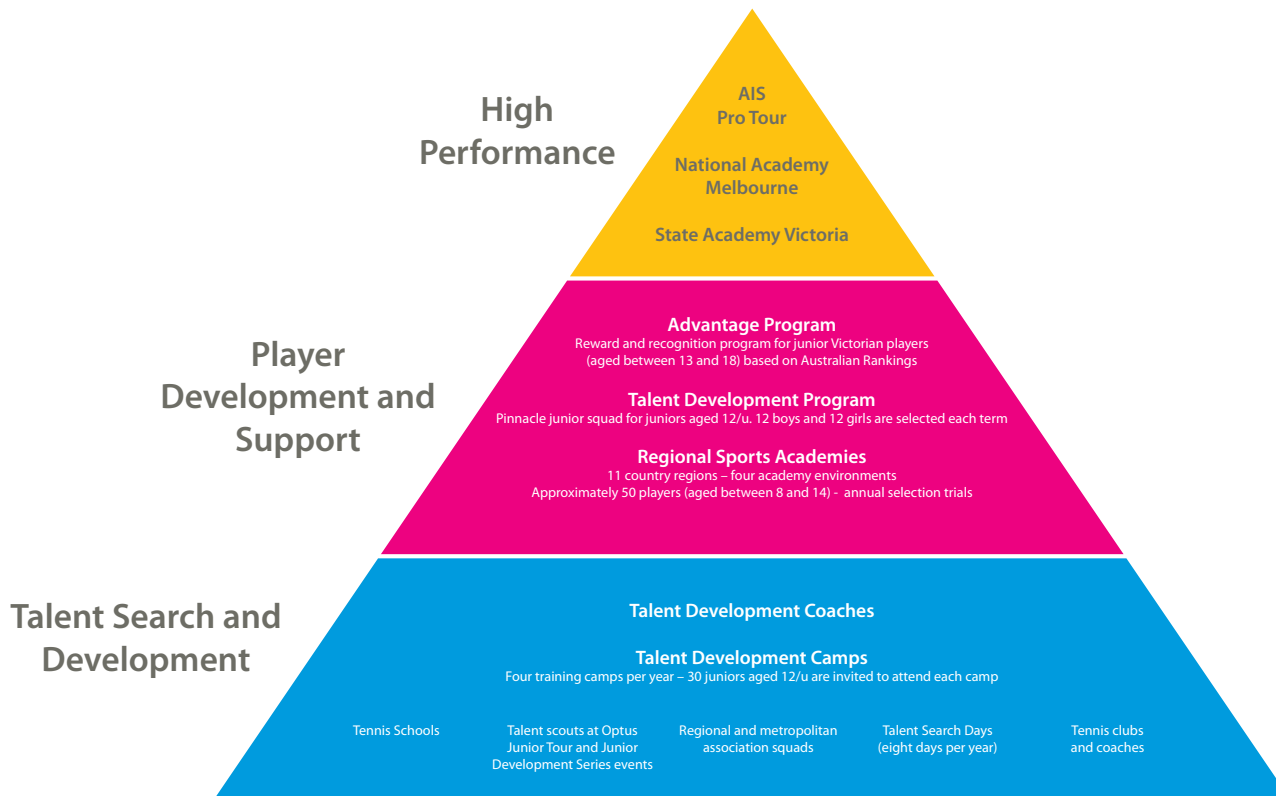 High
Performance
AIS
Pro Tour
National Academy
Melbourne
State Academy Victoria
Player
Development and
Support
Advantage Program
Reward and recognition program for junior Victorian players
(aged between 13 and 18) based on Australian Rankings
Talent Development Program
Pinnacle junior squad for juniors aged 12/u. 12 boys and 12 girls are selected each term
Regional Sports Academies
11 country regions – four academy environments
Approximately 50 players (aged between 8 and 14) - annual selection trials
Talent Search and
Development
Talent Development Coaches
Talent Development Camps
Four training camps per year – 30 juniors aged 12/u are invited to attend each camp
Tennis Schools
Talent scouts at Optus
Junior Tour and Junior
Development Series events
Regional and metropolitan
association squads
Talent Search Days
(eight days per year)
Tennis clubs
and coaches